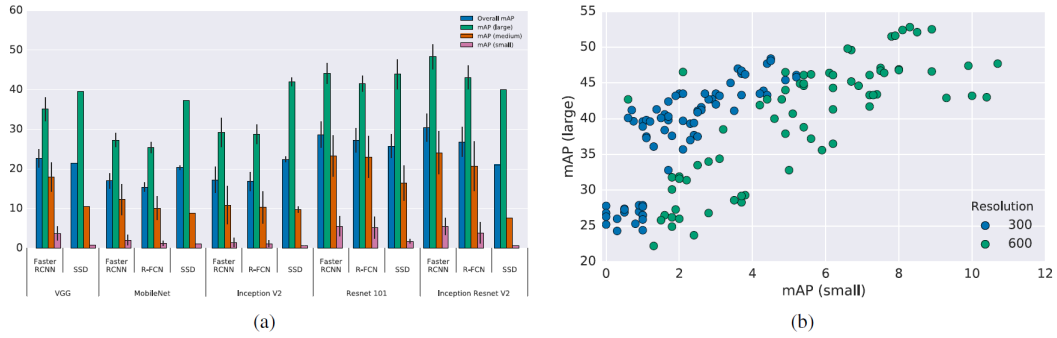 60
50
40
30
20
10
0
Overall mAP
mAP (large)
mAP (medium)
mAP (small)
Faster RCNN SSD Faster RCNN R-FCN SSD Faster RCNN R-FCN SSD Faster RCNN R-FCN SSD Faster RCNN R-FCN SSD
VGG MobileNet Inception V2 Resnet 101 Inception Resnet V2
(a)
mAP (large)
55
50
45
40
35
30
25
20
Resolution
300
600
0 2 4 6 8 10 12
mAP (small)
(b)